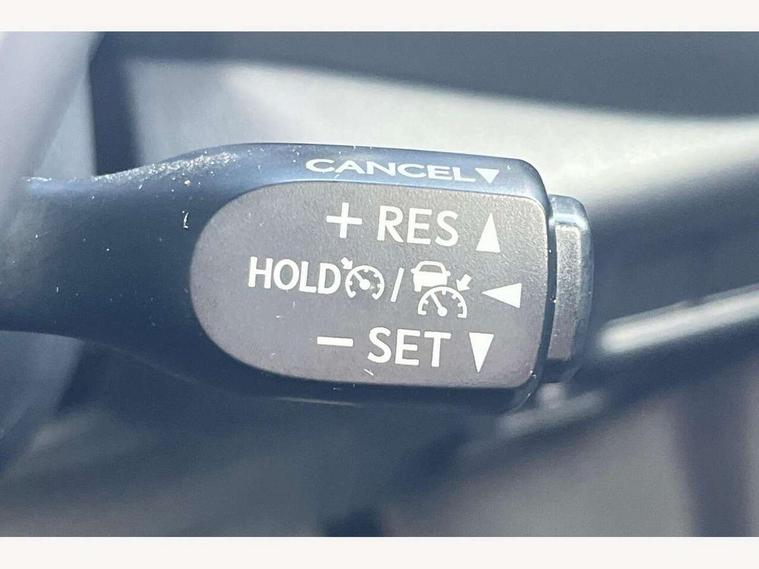 CANCEL▼
+ RES ▲
HOLD / ◀
− SET ▼